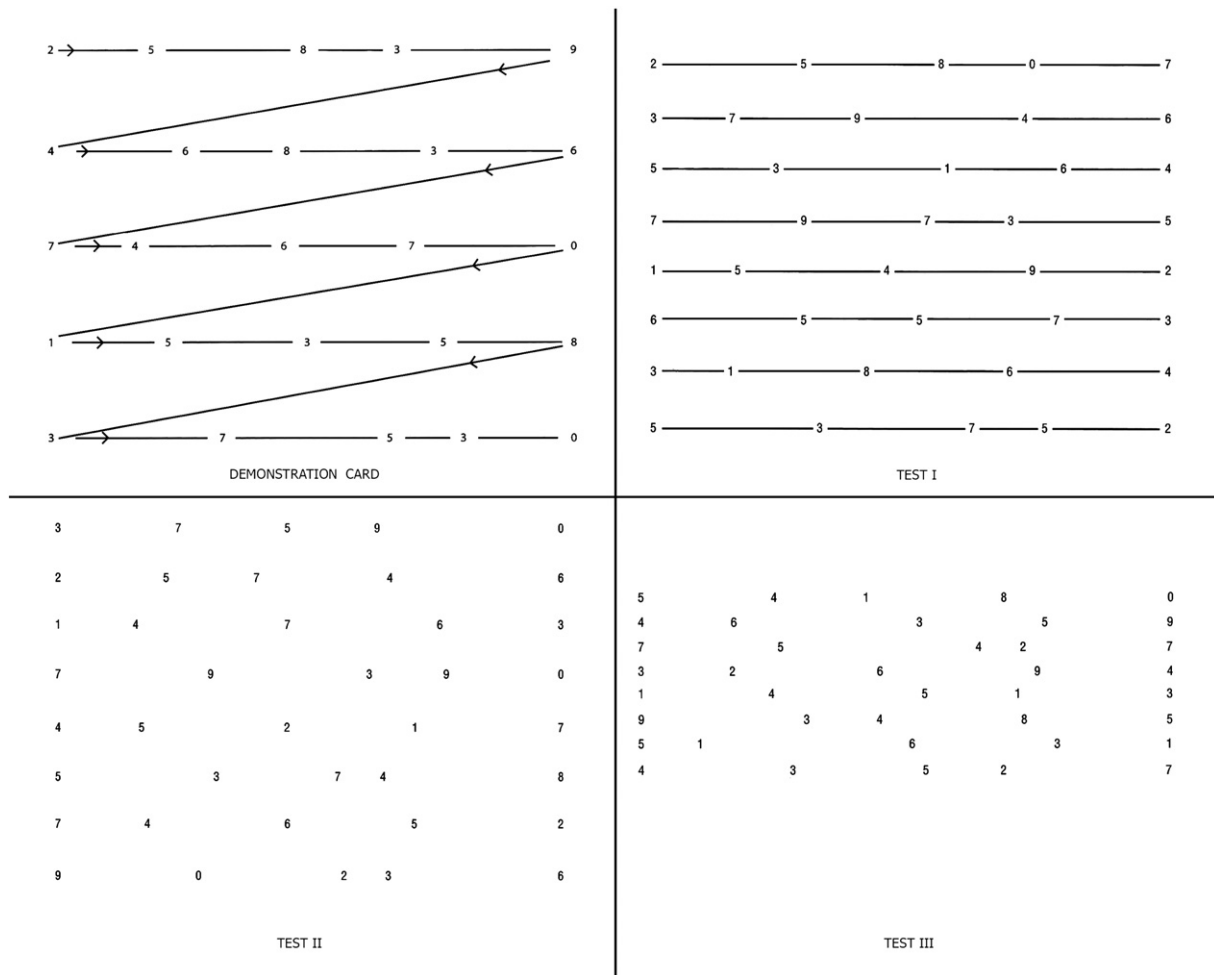 2 5 8 3 9
4 6 8 3 6
7 4 6 7 0
1 5 3 5 8
3 7 5 3 0
DEMONSTRATION CARD
2 5 8 0 7
3 7 9 4 6
5 3 1 6 4
7 9 7 3 5
1 5 4 9 2
6 5 5 7 3
3 1 8 6 4
5 3 7 5 2
TEST I
3 7 5 9 0
2 5 7 4 6
1 4 7 6 3
7 9 3 9 0
4 5 2 1 7
5 3 7 4 8
7 4 6 5 2
9 0 2 3 6
TEST II
5 4 1 8 0
4 6 3 5 9
7 5 4 2 7
3 2 6 9 4
1 4 5 1 3
9 3 4 8 5
5 1 6 3 1
4 3 5 2 7
TEST III